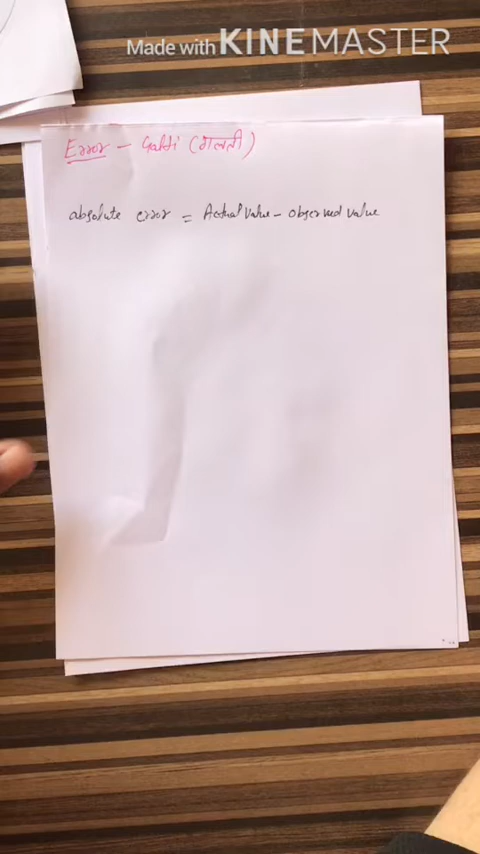 Made with KINEMASTER
Error - Galti (गलती)
absolute error = Actual value - observed value